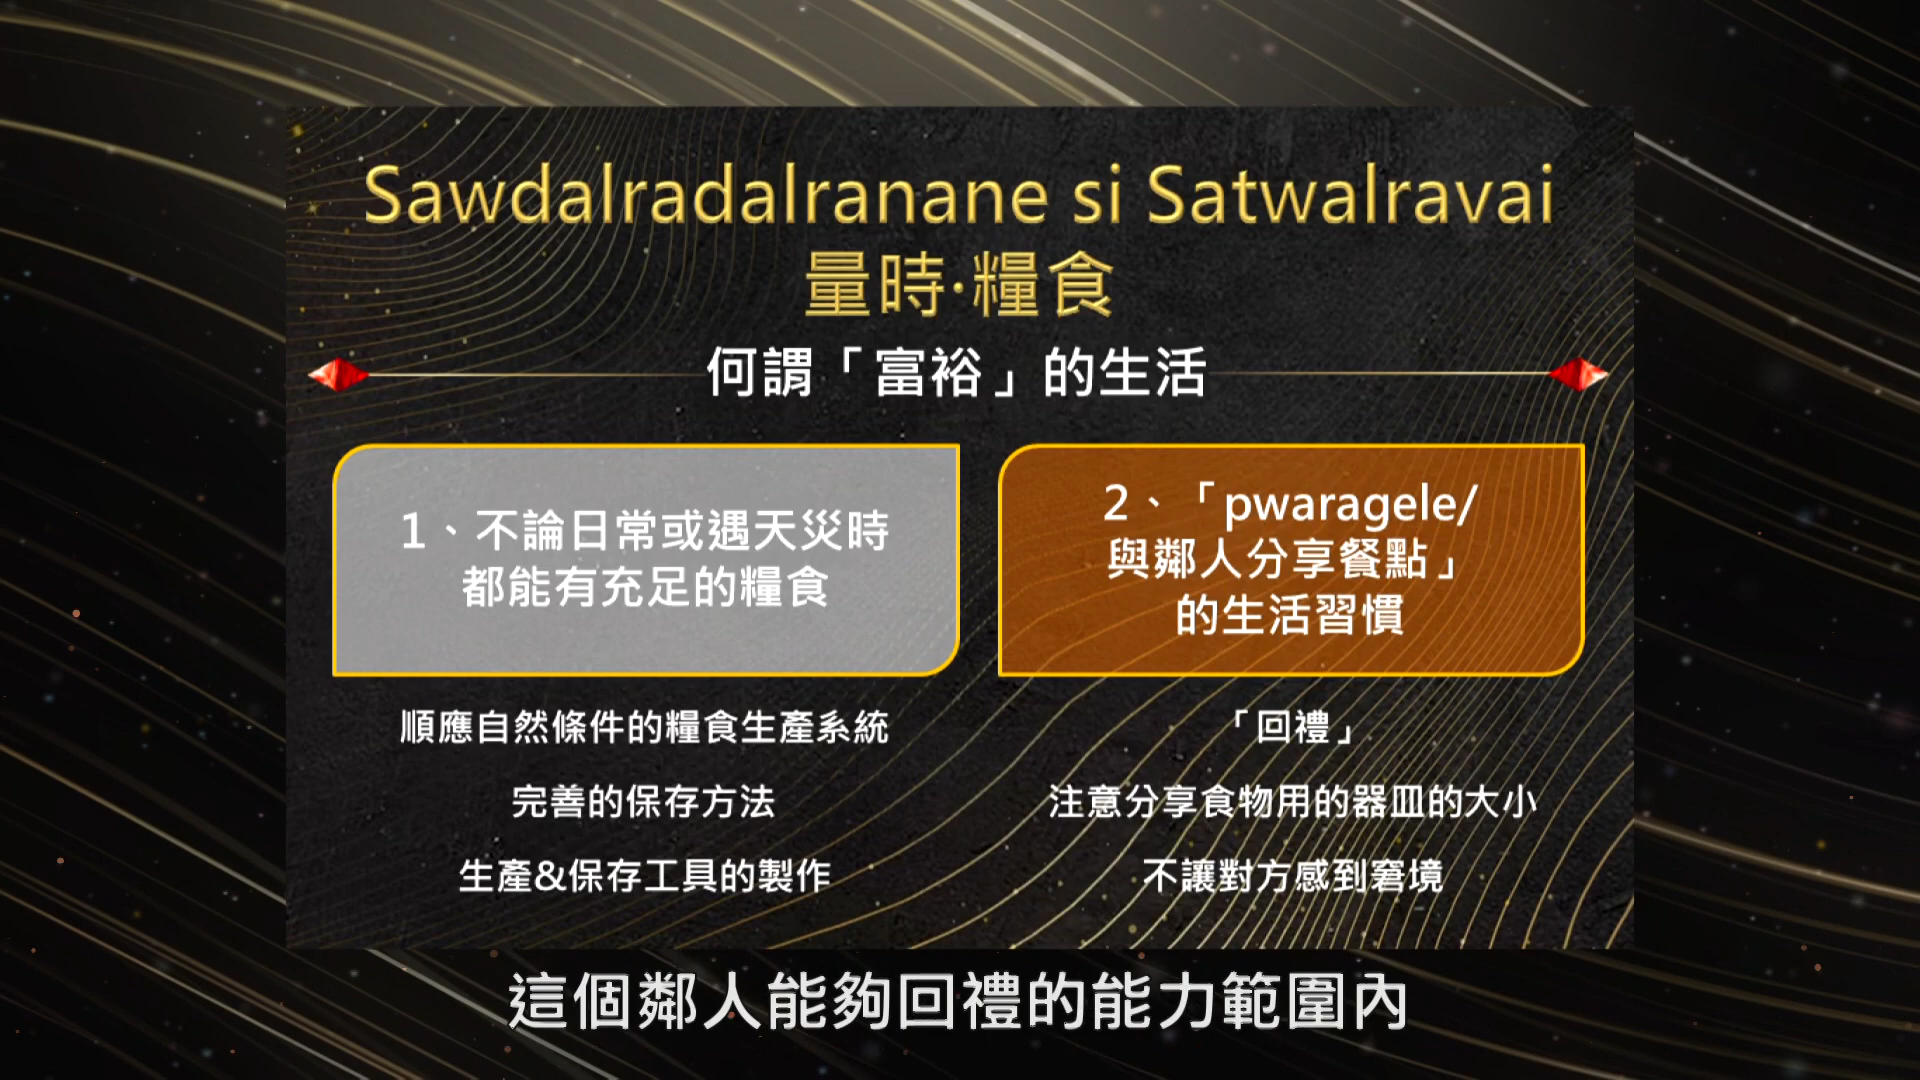 Sawdalradalranane si Satwalravai
量時·糧食
何謂「富裕」的生活
1、不論日常或遇天災時
都能有充足的糧食
2、「pwaragele/
與鄰人分享餐點」
的生活習慣
順應自然條件的糧食生產系統
完善的保存方法
生產&保存工具的製作
「回禮」
注意分享食物用的器皿的大小
不讓對方感到窘境
這個鄰人能夠回禮的能力範圍內